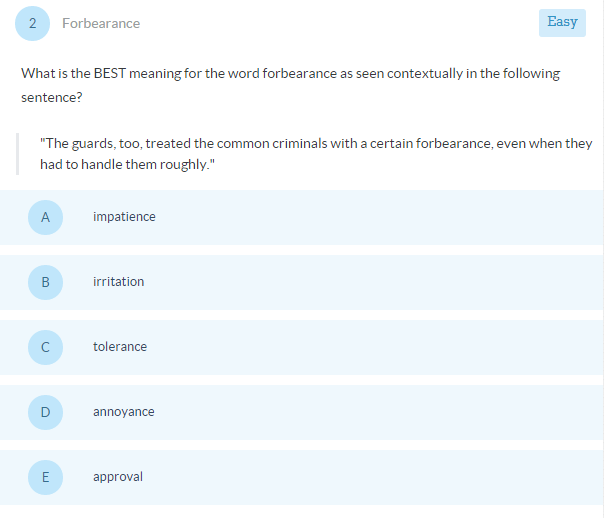 2 Forbearance Easy
What is the BEST meaning for the word forbearance as seen contextually in the following
sentence?
"The guards, too, treated the common criminals with a certain forbearance, even when they
had to handle them roughly."
A impatience
B irritation
C tolerance
D annoyance
E approval